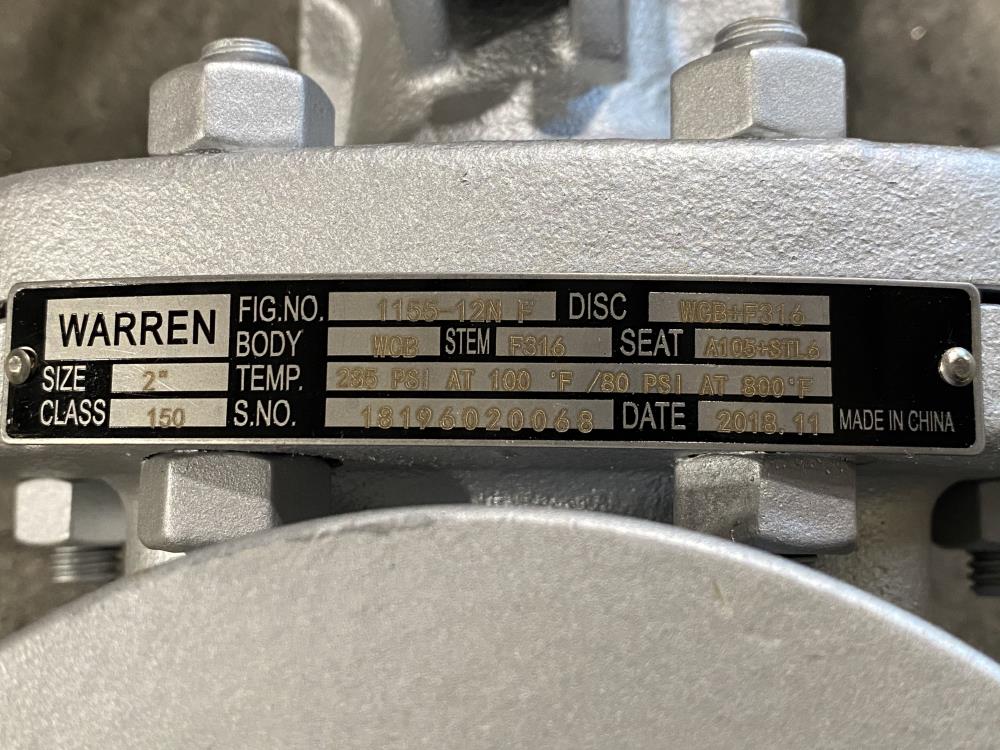 WARREN
FIG.NO. 1155-12N F DISC WCB+F316
BODY WCB STEM F316 SEAT A105+STL6
SIZE 2" TEMP. 285 PSI AT 100 °F /80 PSI AT 800°F
CLASS 150 S.NO. 18196020068 DATE 2018.11 MADE IN CHINA